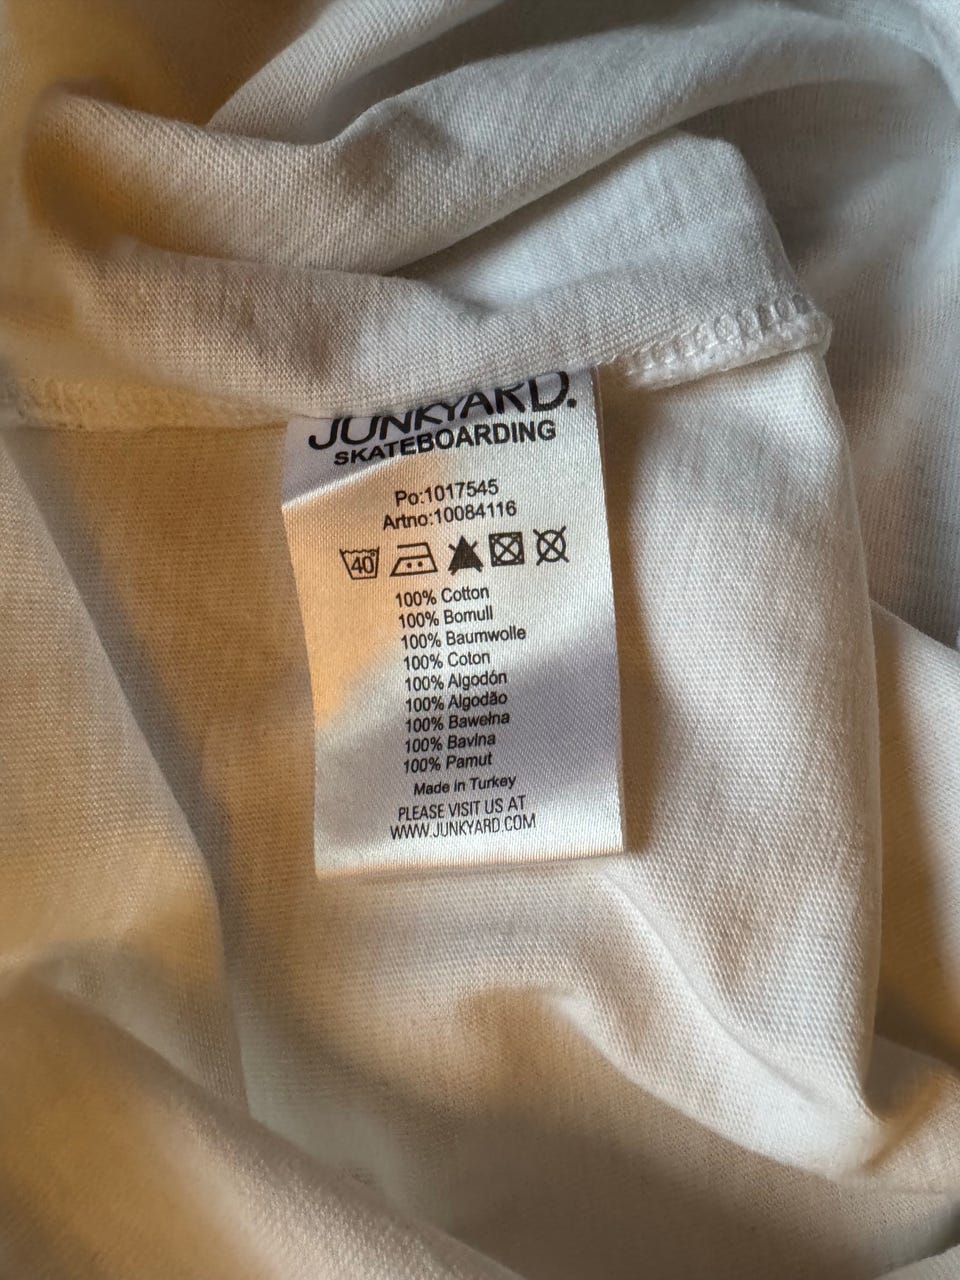 JUNKYARD.
SKATEBOARDING
Po:1017545
Artno:10084116
40
100% Cotton
100% Bomull
100% Baumwolle
100% Coton
100% Algodón
100% Algodão
100% Bawełna
100% Bavlna
100% Pamut
Made in Turkey
PLEASE VISIT US AT
WWW.JUNKYARD.COM